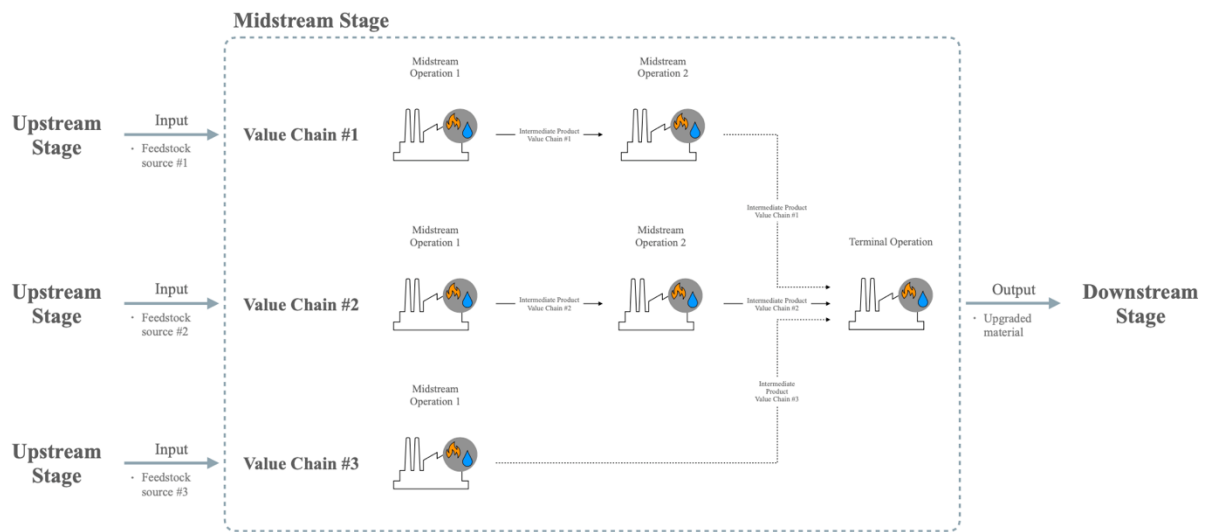 Midstream Stage
Upstream
Stage
Input
· Feedstock
source #1
Value Chain #1
Midstream
Operation 1
Intermediate Product
Value Chain #1
Midstream
Operation 2
Intermediate Product
Value Chain #1
Upstream
Stage
Input
· Feedstock
source #2
Value Chain #2
Midstream
Operation 1
Intermediate Product
Value Chain #2
Midstream
Operation 2
Intermediate Product
Value Chain #2
Terminal Operation
Output
· Upgraded
material
Downstream
Stage
Upstream
Stage
Input
· Feedstock
source #3
Value Chain #3
Midstream
Operation 1
Intermediate
Product
Value Chain #3